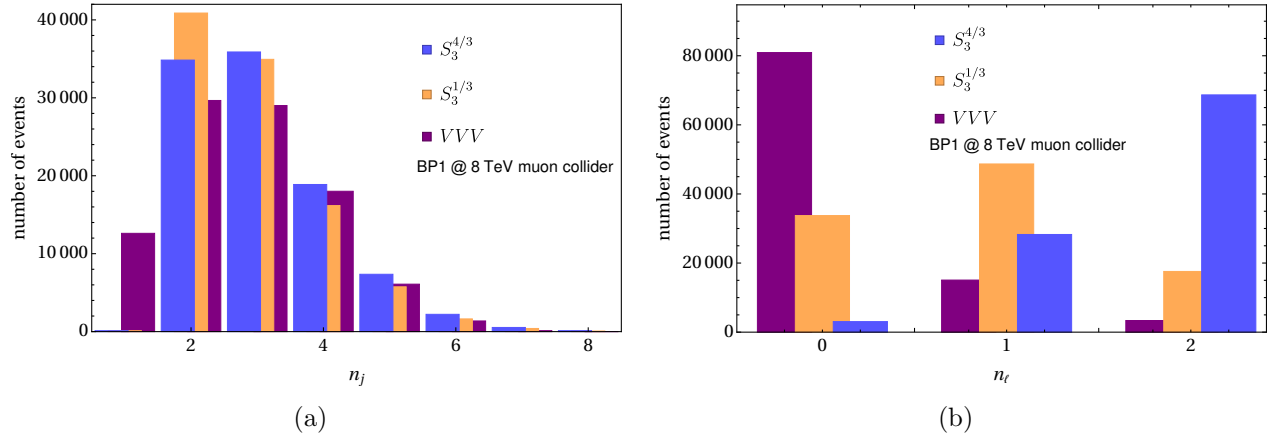 40 000
30 000
20 000
10 000
0
number of events
S_3^{4/3}
S_3^{1/3}
VVV
BP1 @ 8 TeV muon collider
2 4 6 8
n_j
(a)
80 000
60 000
40 000
20 000
0
number of events
S_3^{4/3}
S_3^{1/3}
VVV
BP1 @ 8 TeV muon collider
0 1 2
n_ℓ
(b)